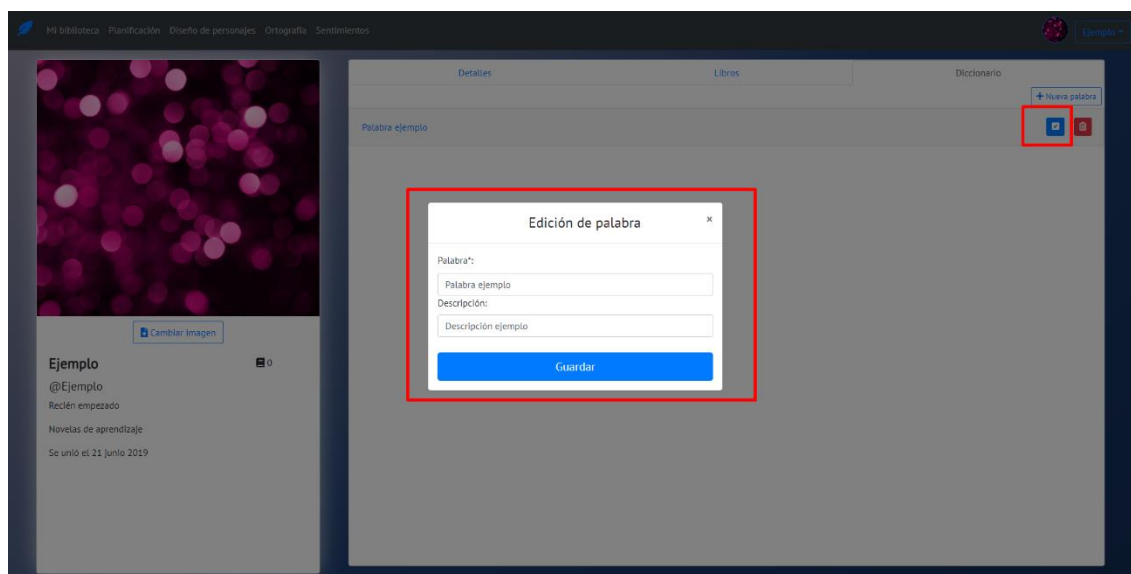 Mi biblioteca Planificación Diseño de personajes Ortografía Sentimientos
Ejemplo
Detalles
Libros
Diccionario
+ Nueva palabra
Palabra ejemplo
Edición de palabra
×
Palabra*:
Palabra ejemplo
Descripción:
Descripción ejemplo
Guardar
Cambiar imagen
Ejemplo
0
@Ejemplo
Recién empezado
Novelas de aprendizaje
Se unió el 21 junio 2019